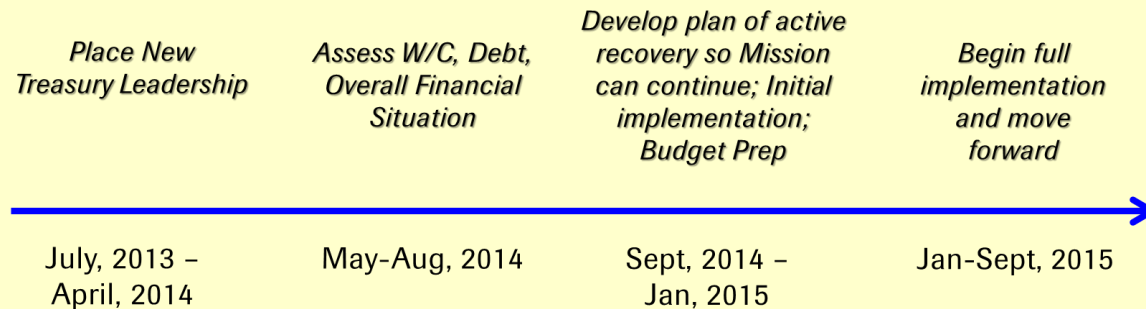 Place New
Treasury Leadership
Assess W/C, Debt,
Overall Financial
Situation
Develop plan of active
recovery so Mission
can continue; Initial
implementation;
Budget Prep
Begin full
implementation
and move
forward
July, 2013 –
April, 2014
May-Aug, 2014
Sept, 2014 –
Jan, 2015
Jan-Sept, 2015